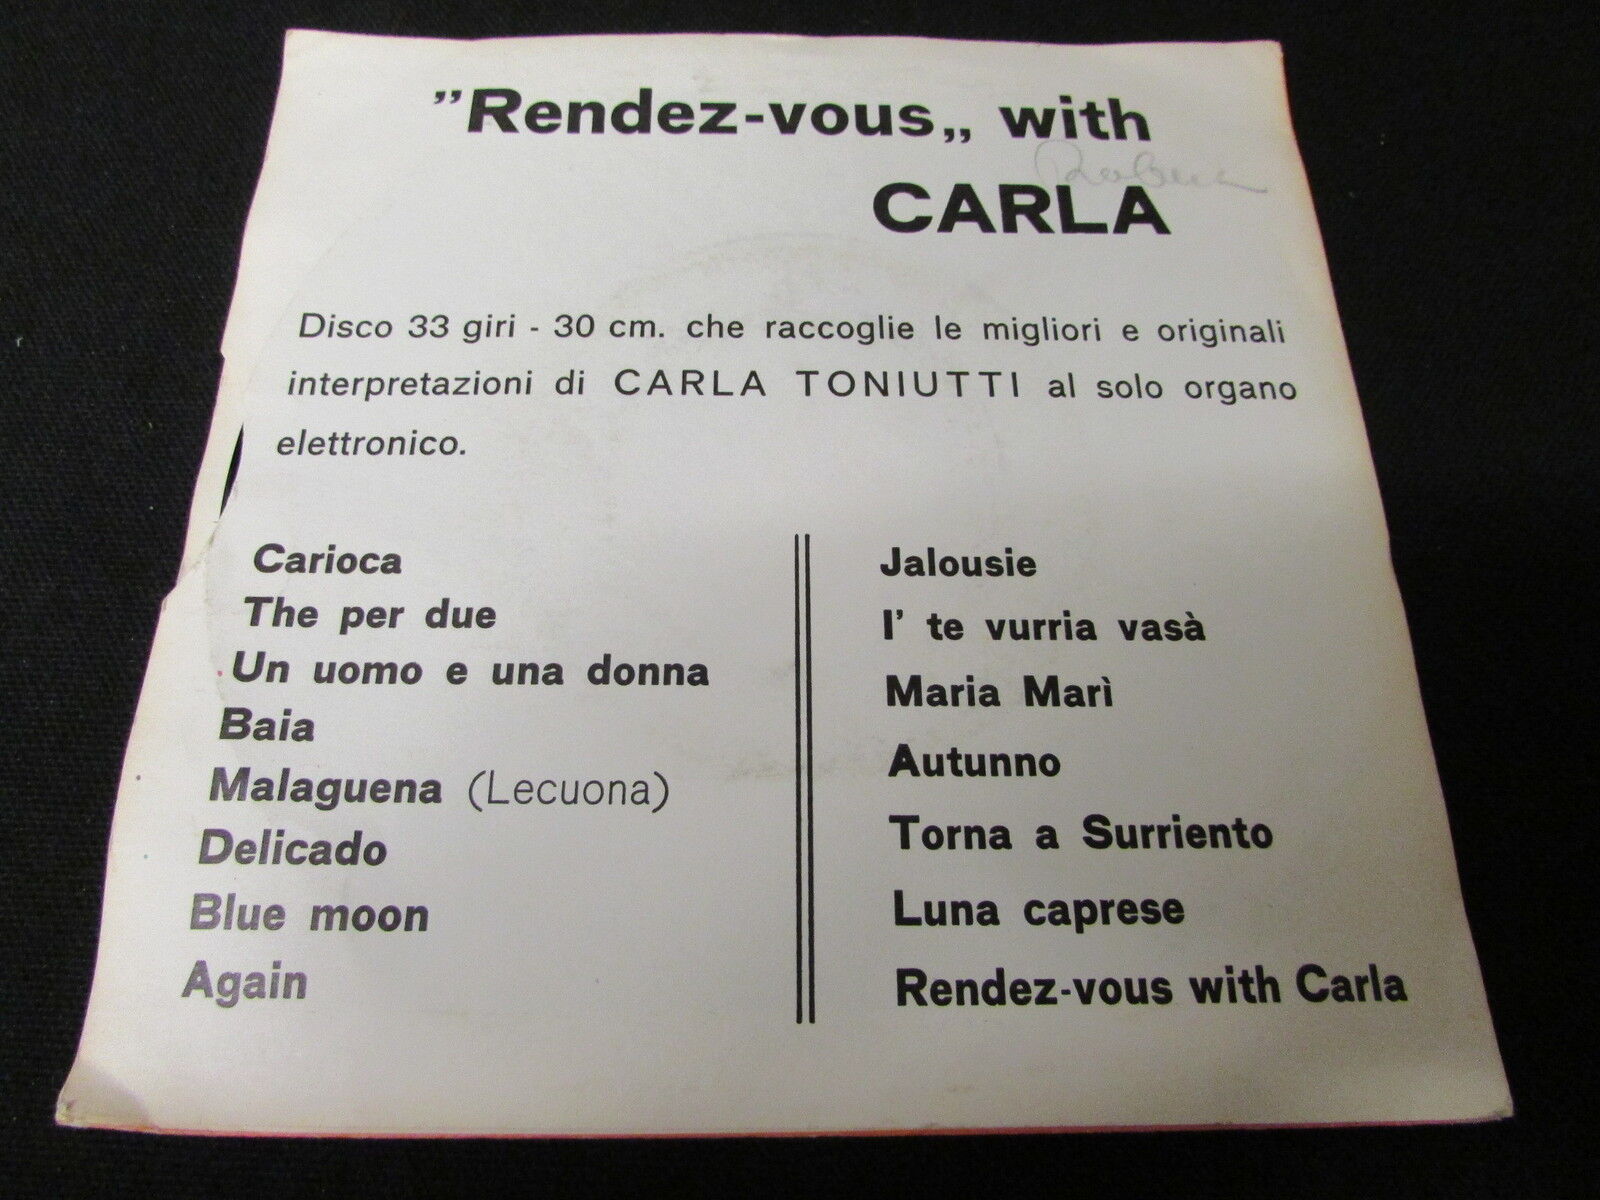 ”Rendez-vous„ with
CARLA
Disco 33 giri - 30 cm. che raccoglie le migliori e originali
interpretazioni di CARLA TONIUTTI al solo organo
elettronico.
Carioca
The per due
Un uomo e una donna
Baia
Malaguena (Lecuona)
Delicado
Blue moon
Again
Jalousie
I' te vurria vasà
Maria Marì
Autunno
Torna a Surriento
Luna caprese
Rendez-vous with Carla